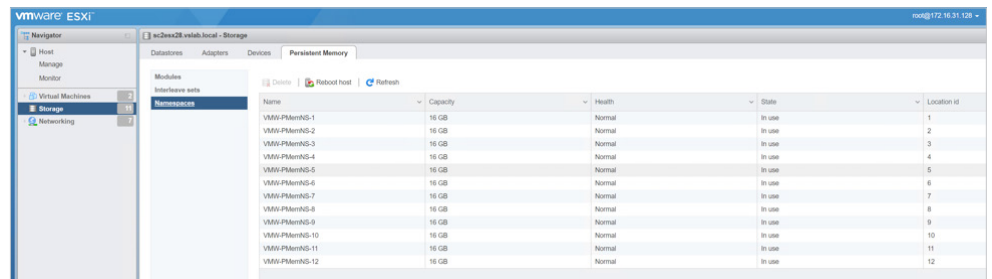 vmware ESXi™
root@172.16.31.128
Navigator
sc2esx28.vslab.local - Storage
Host
Manage
Monitor
Virtual Machines 2
Storage 11
Networking 7
Datastores Adapters Devices Persistent Memory
Modules
Interleave sets
Namespaces
Delete Reboot host Refresh
Name Capacity Health State Location id
VMW-PMemNS-1 16 GB Normal In use 1
VMW-PMemNS-2 16 GB Normal In use 2
VMW-PMemNS-3 16 GB Normal In use 3
VMW-PMemNS-4 16 GB Normal In use 4
VMW-PMemNS-5 16 GB Normal In use 5
VMW-PMemNS-6 16 GB Normal In use 6
VMW-PMemNS-7 16 GB Normal In use 7
VMW-PMemNS-8 16 GB Normal In use 8
VMW-PMemNS-9 16 GB Normal In use 9
VMW-PMemNS-10 16 GB Normal In use 10
VMW-PMemNS-11 16 GB Normal In use 11
VMW-PMemNS-12 16 GB Normal In use 12